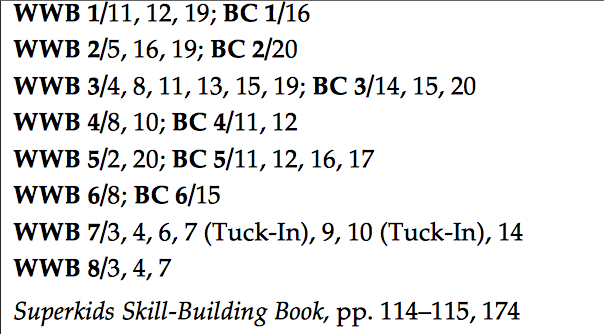 WWB 1/11, 12, 19; BC 1/16
WWB 2/5, 16, 19; BC 2/20
WWB 3/4, 8, 11, 13, 15, 19; BC 3/14, 15, 20
WWB 4/8, 10; BC 4/11, 12
WWB 5/2, 20; BC 5/11, 12, 16, 17
WWB 6/8; BC 6/15
WWB 7/3, 4, 6, 7 (Tuck-In), 9, 10 (Tuck-In), 14
WWB 8/3, 4, 7
Superkids Skill-Building Book, pp. 114–115, 174